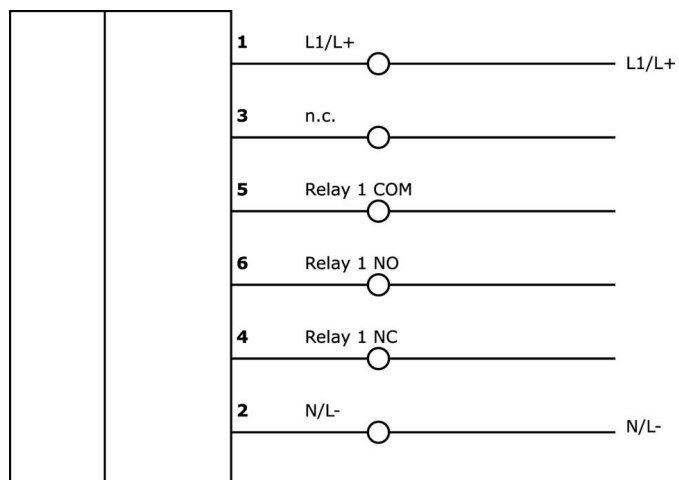 1 L1/L+
L1/L+
3 n.c.
5 Relay 1 COM
6 Relay 1 NO
4 Relay 1 NC
2 N/L-
N/L-